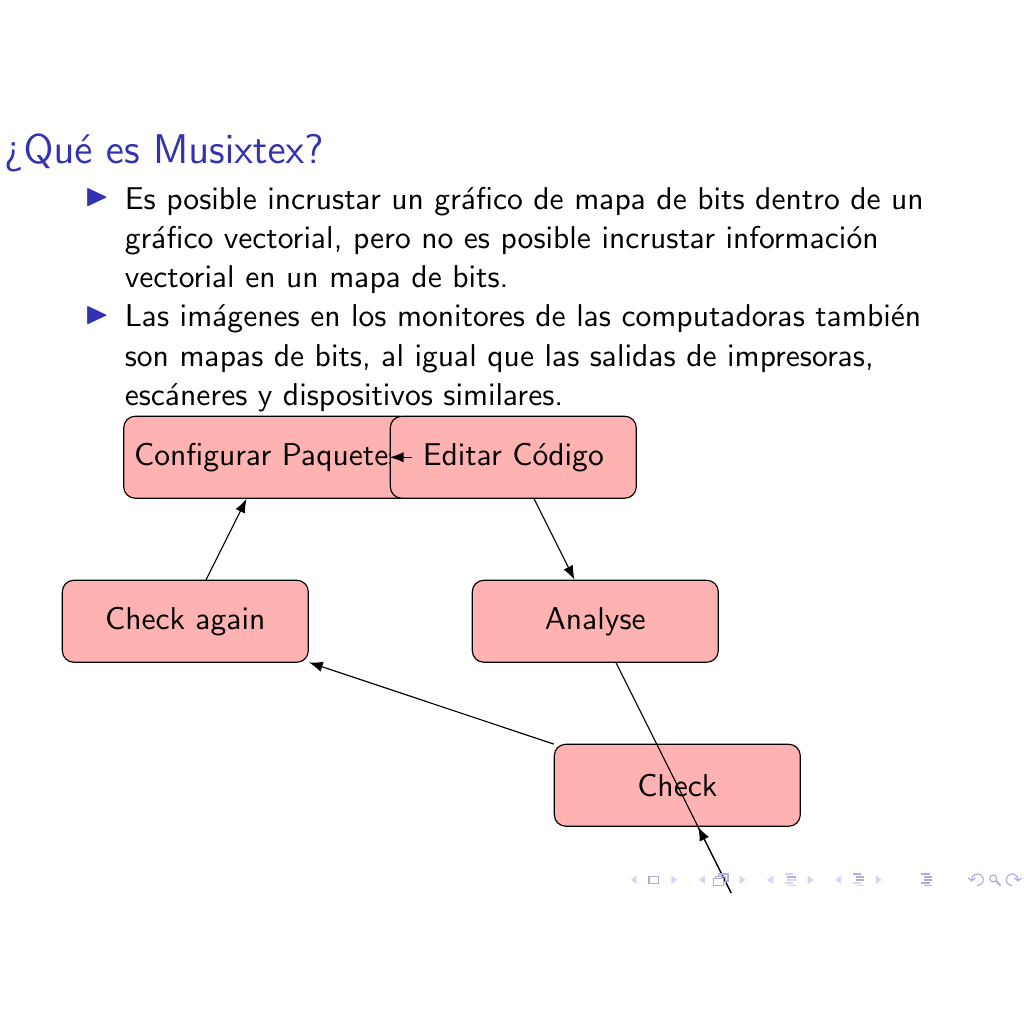 ¿Qué es Musixtex?
Es posible incrustar un gráfico de mapa de bits dentro de un
gráfico vectorial, pero no es posible incrustar información
vectorial en un mapa de bits.
Las imágenes en los monitores de las computadoras también
son mapas de bits, al igual que las salidas de impresoras,
escáneres y dispositivos similares.
Configurar Paquete Editar Código
Check again Analyse
Check